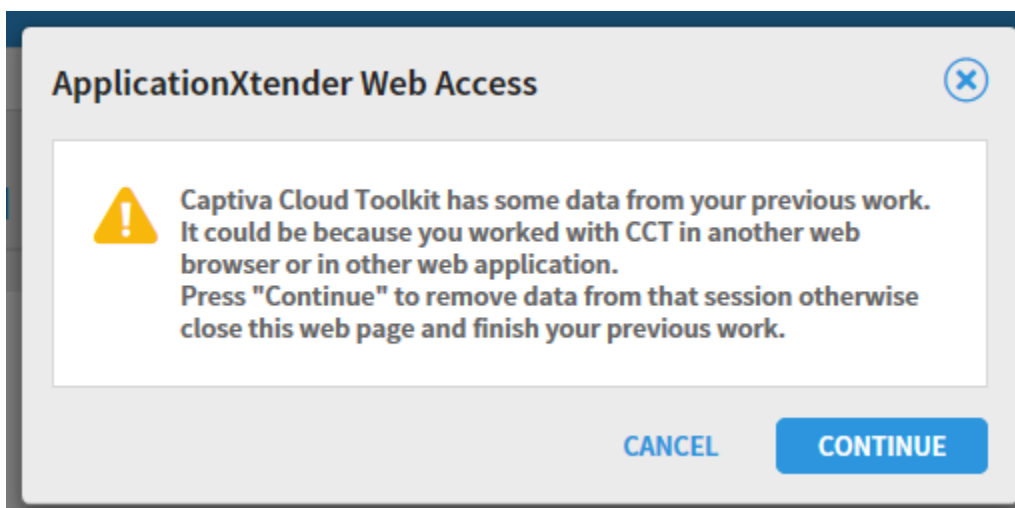 ApplicationXtender Web Access
Captiva Cloud Toolkit has some data from your previous work.
It could be because you worked with CCT in another web
browser or in other web application.
Press "Continue" to remove data from that session otherwise
close this web page and finish your previous work.
CANCEL
CONTINUE